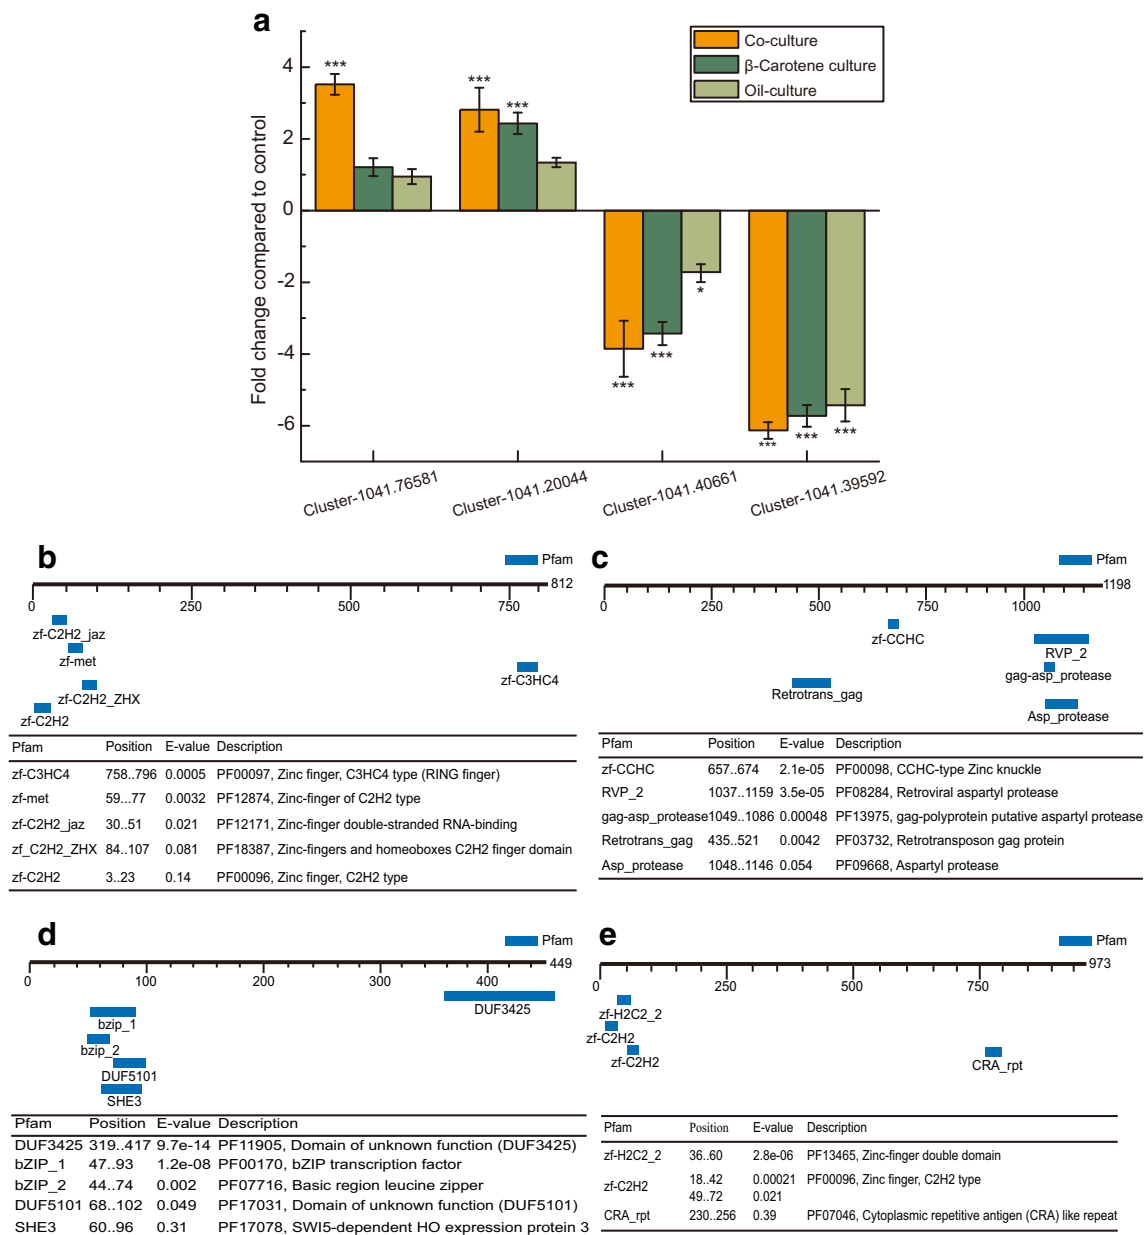 a
Co-culture
β-Carotene culture
Oil-culture
Fold change compared to control
4
2
0
-2
-4
-6
***
***
***
***
***
*
***
***
***
Cluster-1041.76581
Cluster-1041.20044
Cluster-1041.40661
Cluster-1041.39592
b
Pfam
812
0 250 500 750
zf-C2H2_jaz
zf-met
zf-C3HC4
zf-C2H2_ZHX
zf-C2H2
Pfam Position E-value Description
zf-C3HC4 758..796 0.0005 PF00097, Zinc finger, C3HC4 type (RING finger)
zf-met 59...77 0.0032 PF12874, Zinc-finger of C2H2 type
zf-C2H2_jaz 30..51 0.021 PF12171, Zinc-finger double-stranded RNA-binding
zf_C2H2_ZHX 84..107 0.081 PF18387, Zinc-fingers and homeoboxes C2H2 finger domain
zf-C2H2 3..23 0.14 PF00096, Zinc finger, C2H2 type
c
Pfam
1198
0 250 500 750 1000
zf-CCHC
RVP_2
gag-asp_protease
Retrotrans_gag
Asp_protease
Pfam Position E-value Description
zf-CCHC 657..674 2.1e-05 PF00098, CCHC-type Zinc knuckle
RVP_2 1037..1159 3.5e-05 PF08284, Retroviral aspartyl protease
gag-asp_protease 1049..1086 0.00048 PF13975, gag-polyprotein putative aspartyl protease
Retrotrans_gag 435..521 0.0042 PF03732, Retrotransposon gag protein
Asp_protease 1048..1146 0.054 PF09668, Aspartyl protease
d
Pfam
449
0 100 200 300 400
DUF3425
bzip_1
bzip_2
DUF5101
SHE3
Pfam Position E-value Description
DUF3425 319..417 9.7e-14 PF11905, Domain of unknown function (DUF3425)
bZIP_1 47..93 1.2e-08 PF00170, bZIP transcription factor
bZIP_2 44..74 0.002 PF07716, Basic region leucine zipper
DUF5101 68..102 0.049 PF17031, Domain of unknown function (DUF5101)
SHE3 60..96 0.31 PF17078, SWI5-dependent HO expression protein 3
e
Pfam
973
0 250 500 750
zf-H2C2_2
zf-C2H2
zf-C2H2
CRA_rpt
Pfam Position E-value Description
zf-H2C2_2 36..60 2.8e-06 PF13465, Zinc-finger double domain
zf-C2H2 18..42 0.00021 PF00096, Zinc finger, C2H2 type
49..72 0.021
CRA_rpt 230..256 0.39 PF07046, Cytoplasmic repetitive antigen (CRA) like repeat